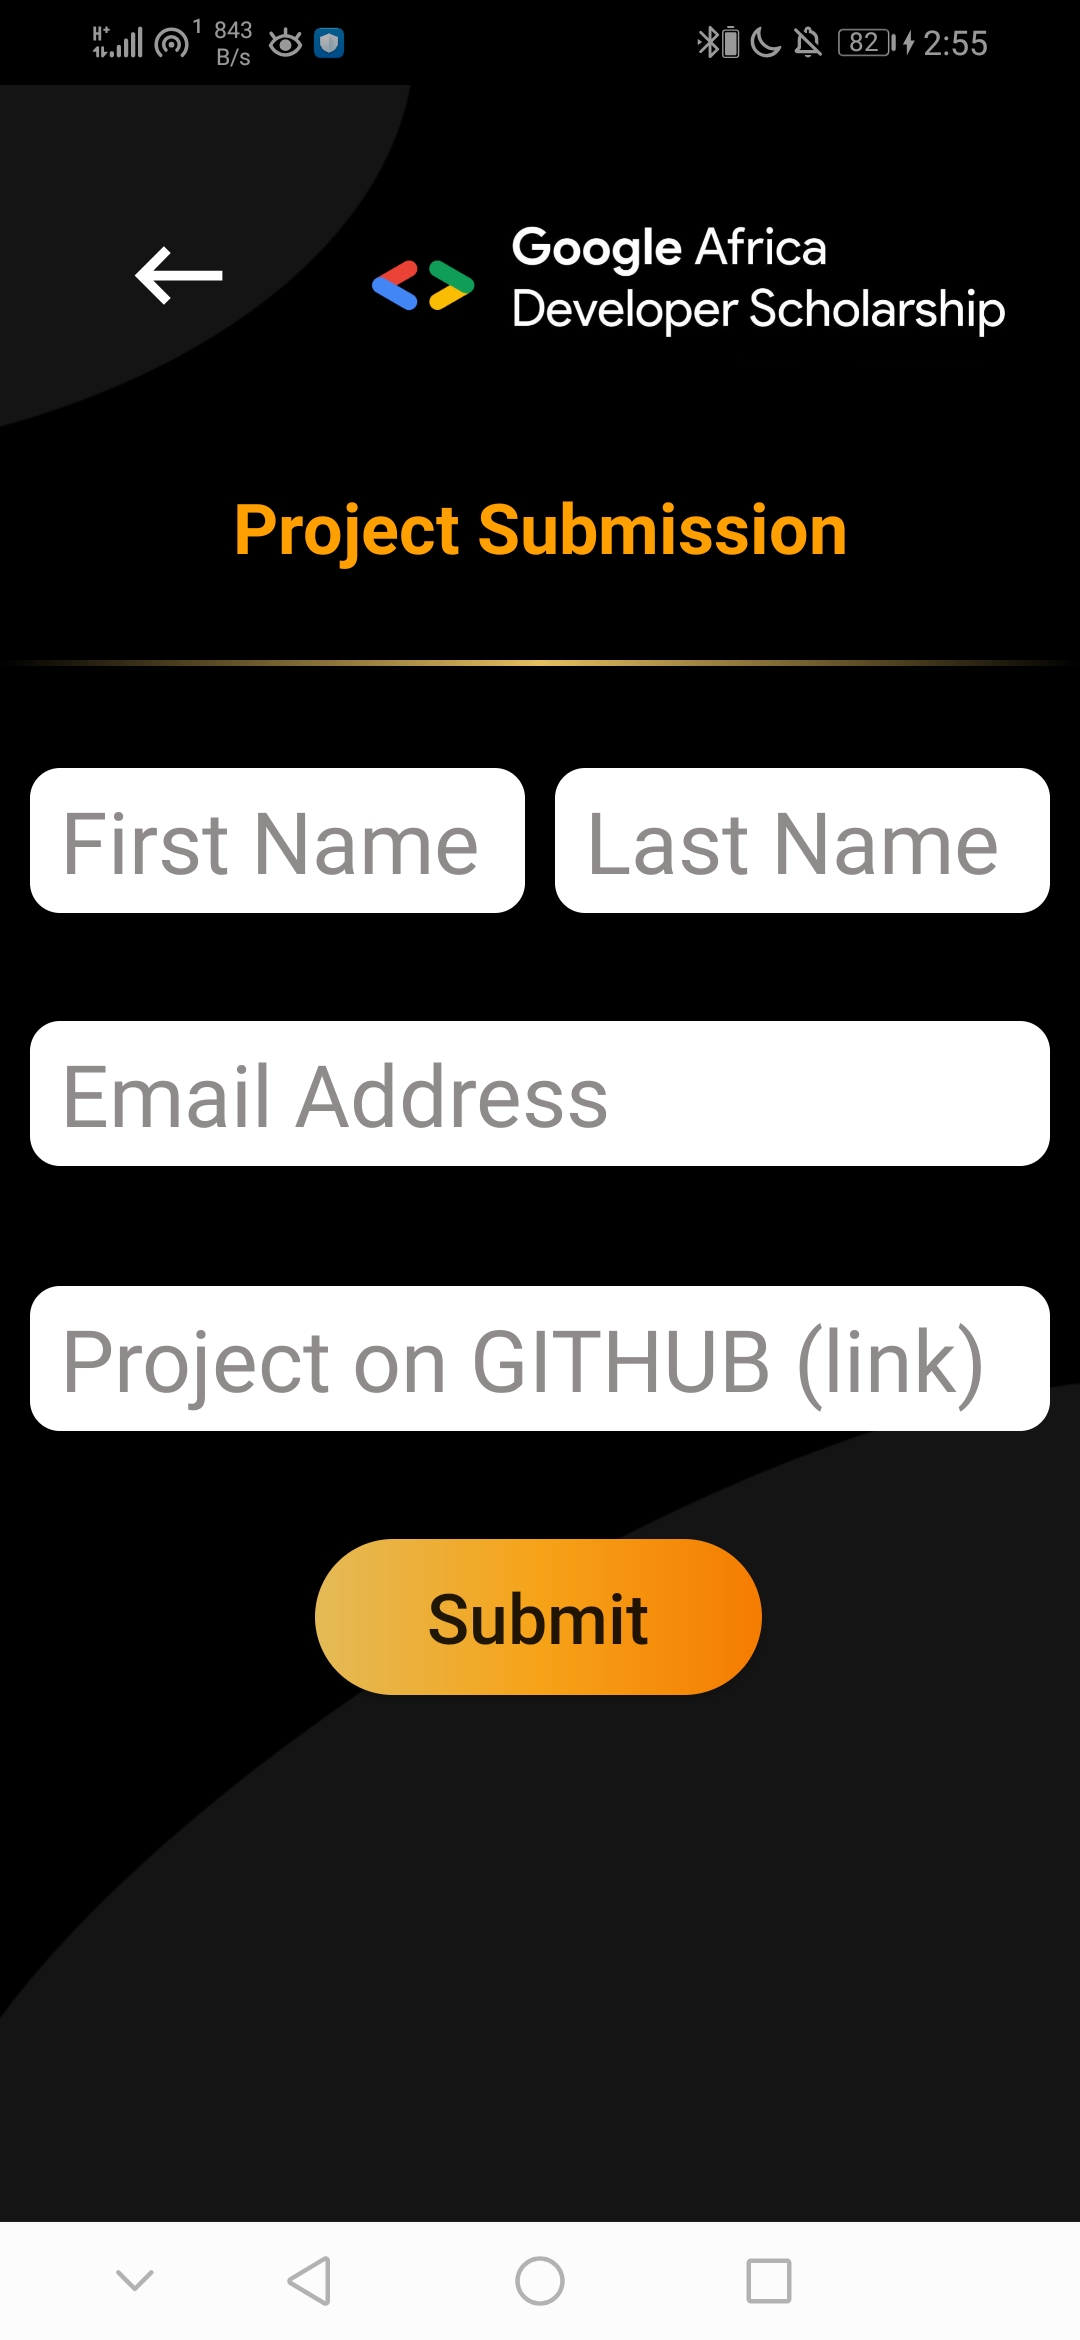 H+
1
843
B/s
82
2:55
Google Africa
Developer Scholarship
Project Submission
First Name
Last Name
Email Address
Project on GITHUB (link)
Submit